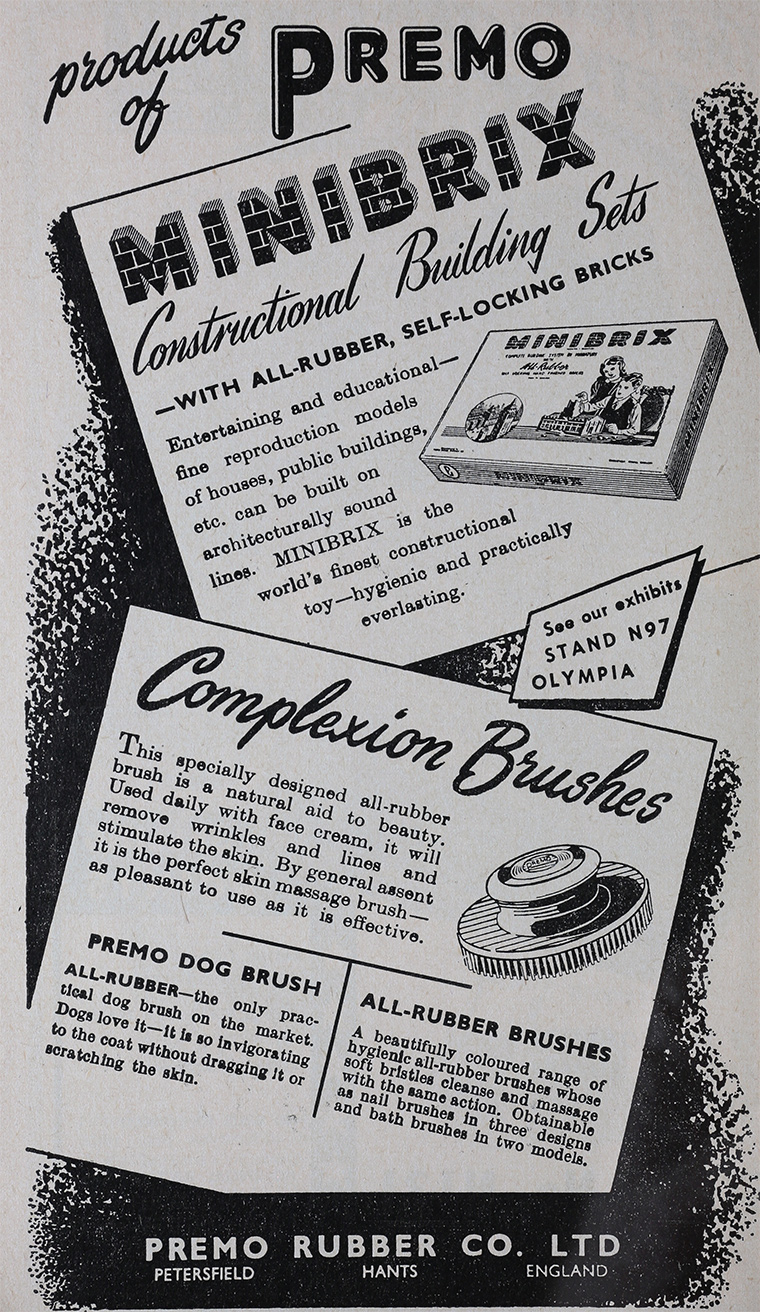 products
of
PREMO
MINIBRIX
Constructional Building Sets
—WITH ALL-RUBBER, SELF-LOCKING BRICKS
Entertaining and educational—
fine reproduction models
of houses, public buildings,
etc. can be built on
architecturally sound
lines. MINIBRIX is the
world's finest constructional
toy—hygienic and practically
everlasting.
MINIBRIX
COMPLETE BUILDING SYSTEM IN MINIATURE
All-Rubber
MINIBRIX
See our exhibits
STAND N97
OLYMPIA
Complexion Brushes
This specially designed all-rubber
brush is a natural aid to beauty.
Used daily with face cream, it will
remove wrinkles and lines and
stimulate the skin. By general assent
it is the perfect skin massage brush—
as pleasant to use as it is effective.
PREMO
PREMO DOG BRUSH
ALL-RUBBER—the only prac-
tical dog brush on the market.
Dogs love it—it is so invigorating
to the coat without dragging it or
scratching the skin.
ALL-RUBBER BRUSHES
A beautifully coloured range of
hygienic all-rubber brushes whose
soft bristles cleanse and massage
with the same action. Obtainable
as nail brushes in three designs
and bath brushes in two models.
PREMO RUBBER CO. LTD
PETERSFIELD HANTS ENGLAND